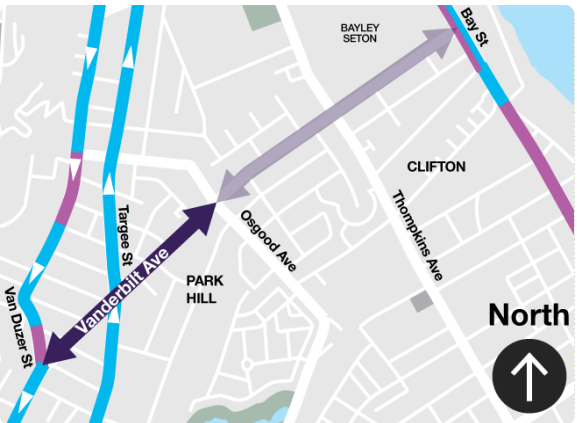 BAYLEY
SETON
Bay St
CLIFTON
Thompkins Ave
Osgood Ave
Targee St
Vanderbilt Ave
PARK
HILL
Van Duzer St
North